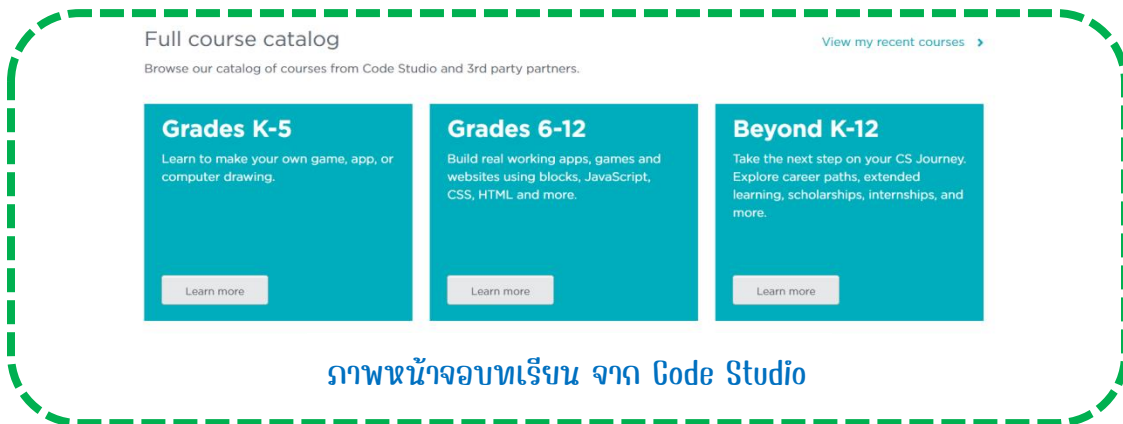 Full course catalog
View my recent courses >
Browse our catalog of courses from Code Studio and 3rd party partners.
Grades K-5
Learn to make your own game, app, or
computer drawing.
Learn more
Grades 6-12
Build real working apps, games and
websites using blocks, JavaScript,
CSS, HTML and more.
Learn more
Beyond K-12
Take the next step on your CS Journey.
Explore career paths, extended
learning, scholarships, internships, and
more.
Learn more
ภาพหน้าจอบทเรียน จาก Code Studio